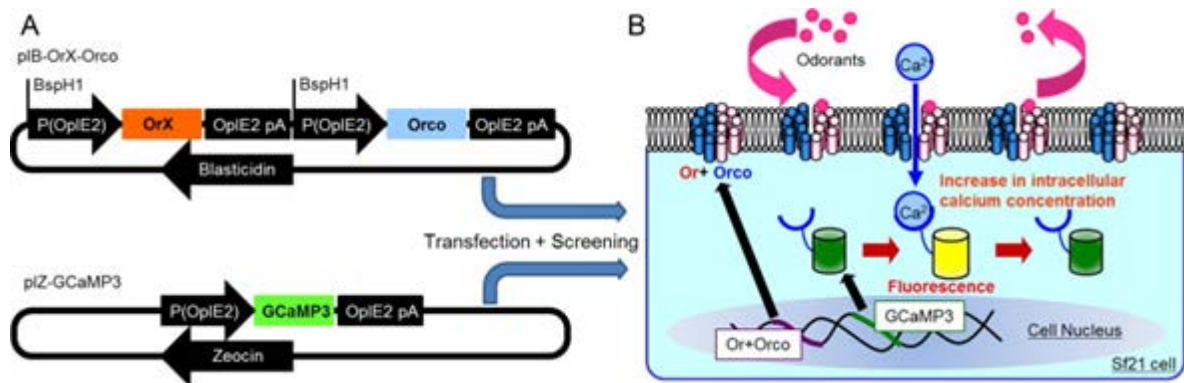 A
pIB-OrX-Orco
BspH1
BspH1
P(OpIE2)
OrX
OpIE2 pA
P(OpIE2)
Orco
OpIE2 pA
Blasticidin
Transfection + Screening
pIZ-GCaMP3
P(OpIE2)
GCaMP3
OpIE2 pA
Zeocin
B
Odorants
Ca2+
Or+ Orco
Increase in intracellular
calcium concentration
Ca2+
Fluorescence
GCaMP3
Or+Orco
Cell Nucleus
Sf21 cell